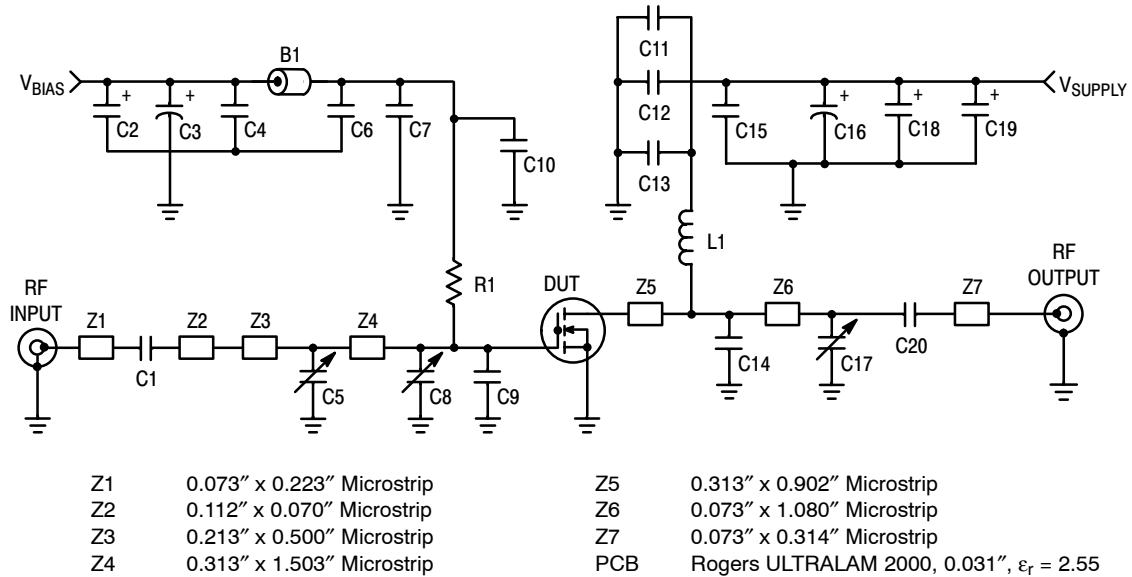 B1
V_BIAS
+
+
C2
C3
C4
C6
C7
C10
C11
C12
C13
V_SUPPLY
+
+
+
C15
C16
C18
C19
R1
L1
RF
INPUT
Z1
C1
Z2
Z3
C5
Z4
C8
C9
DUT
Z5
C14
Z6
C17
C20
Z7
RF
OUTPUT
Z1 0.073″ x 0.223″ Microstrip
Z2 0.112″ x 0.070″ Microstrip
Z3 0.213″ x 0.500″ Microstrip
Z4 0.313″ x 1.503″ Microstrip
Z5 0.313″ x 0.902″ Microstrip
Z6 0.073″ x 1.080″ Microstrip
Z7 0.073″ x 0.314″ Microstrip
PCB Rogers ULTRALAM 2000, 0.031″, εr = 2.55